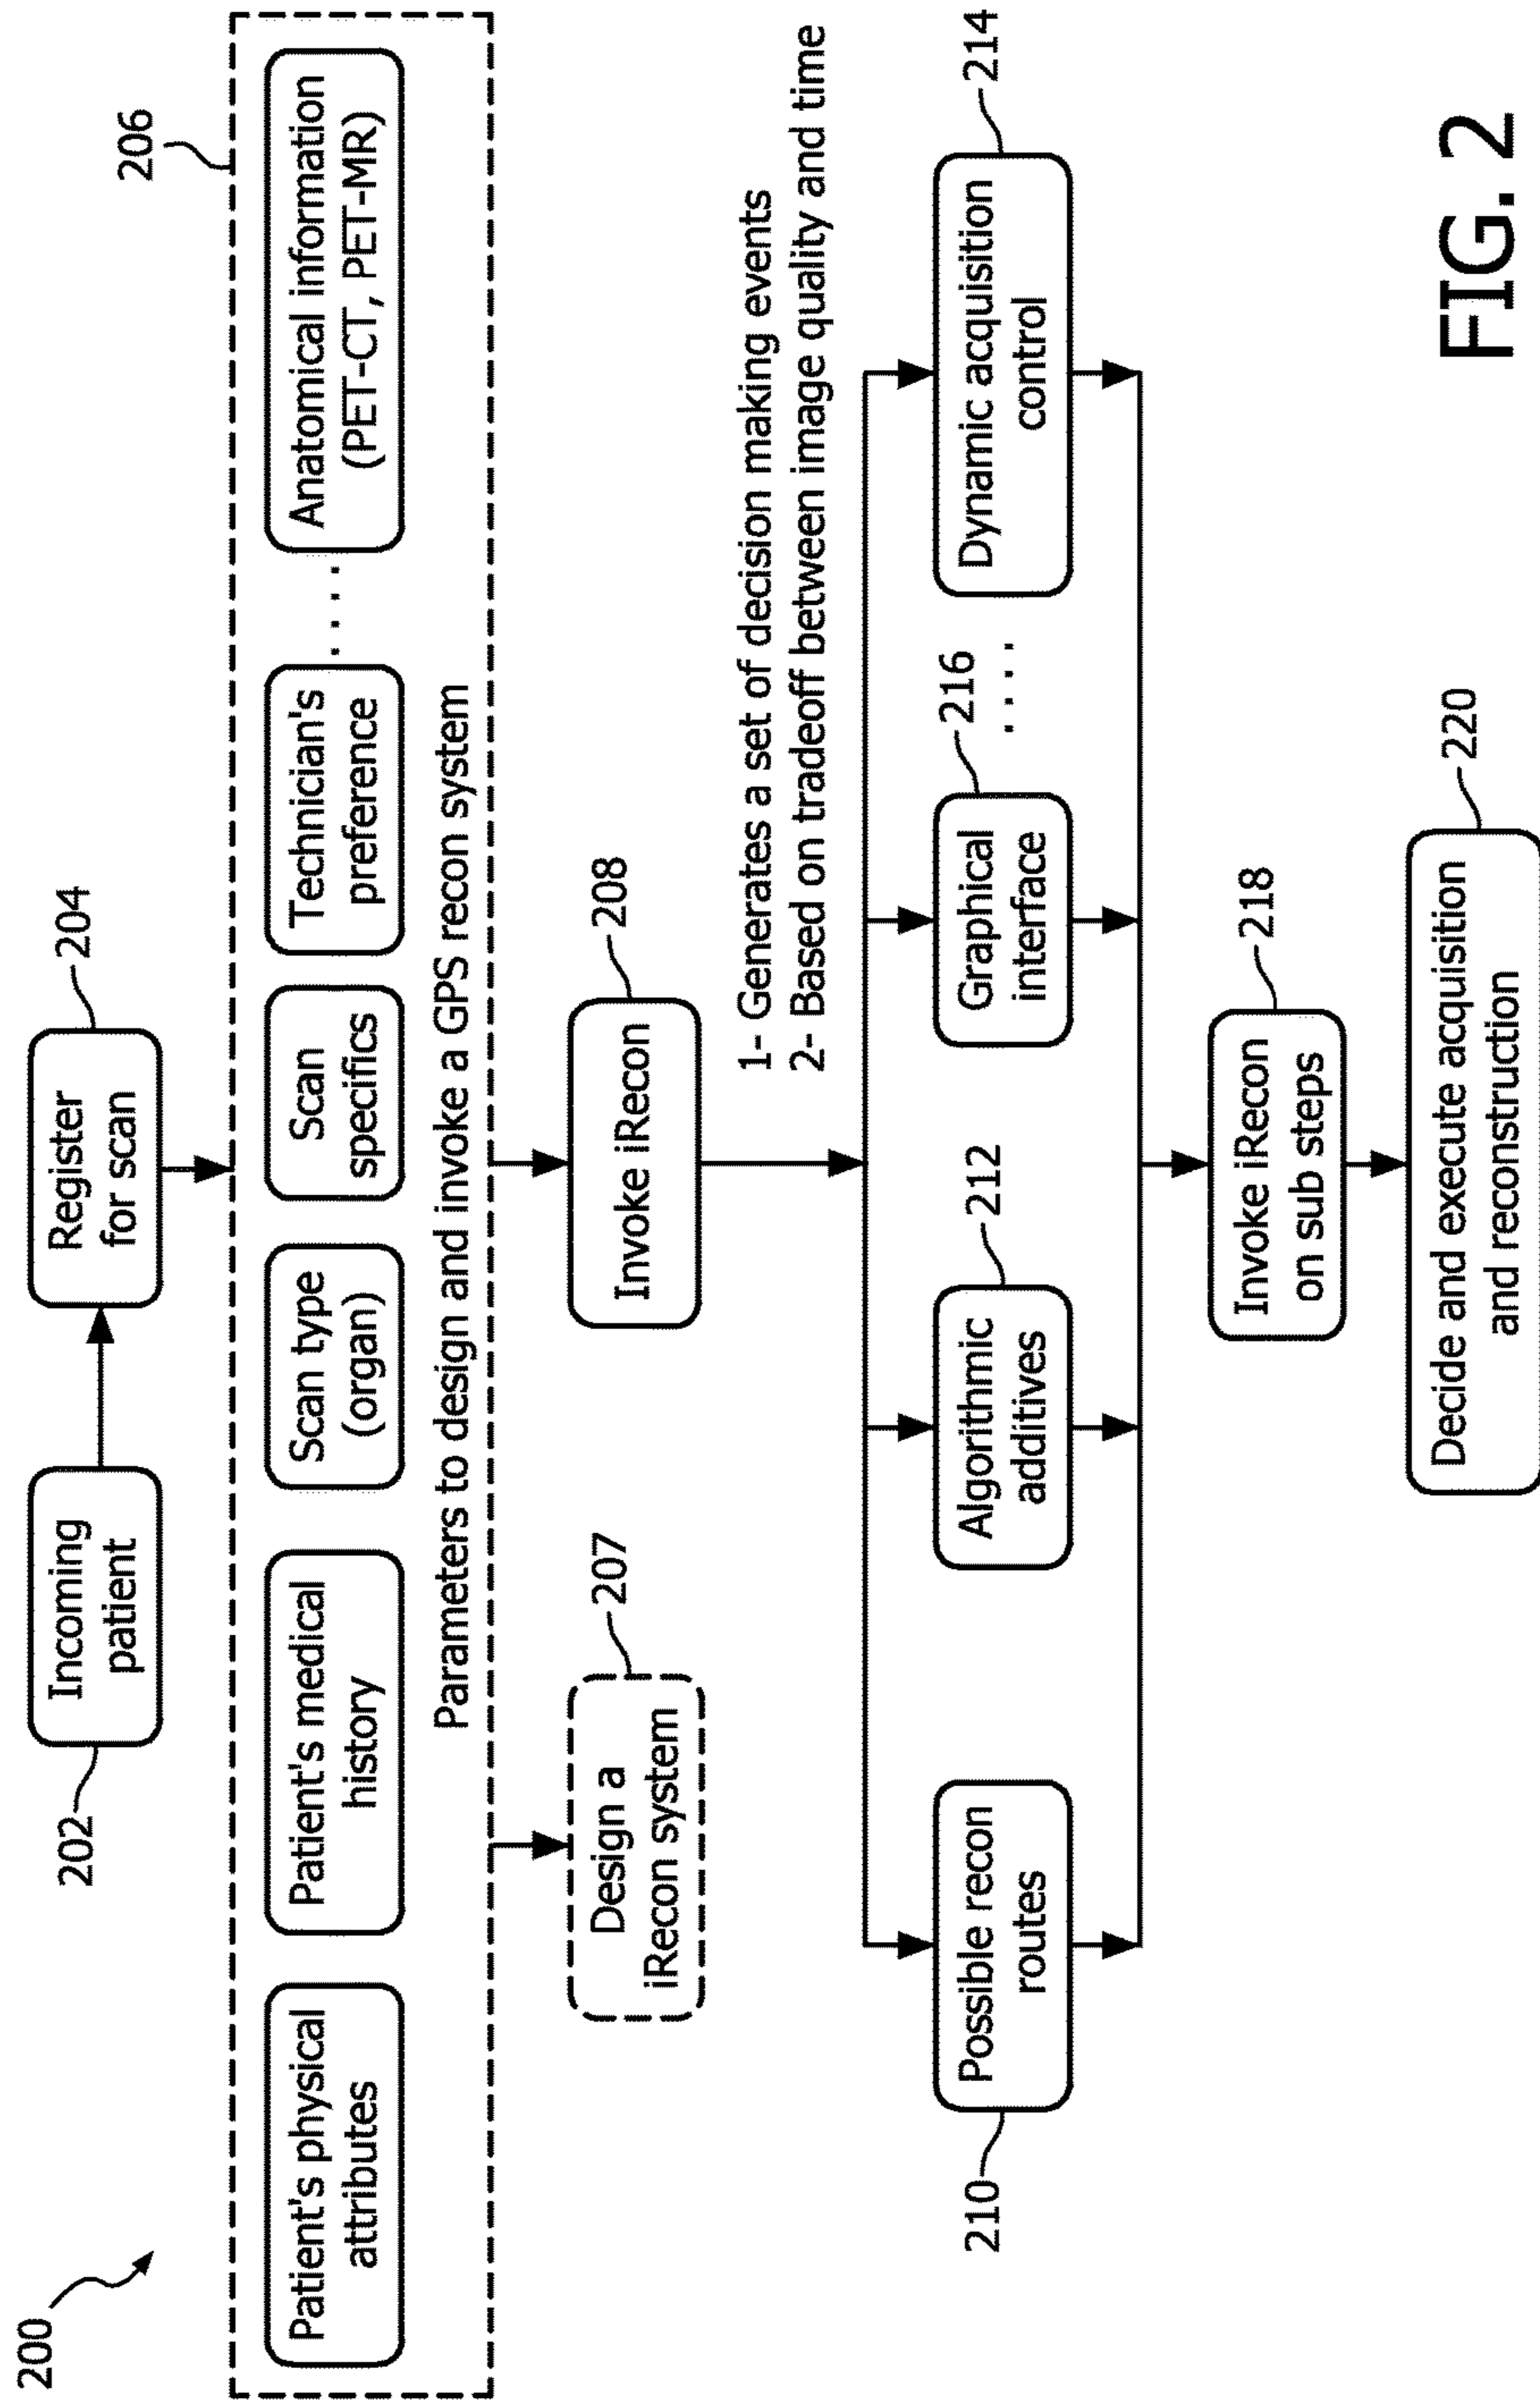 200
202
Incoming
patient
Register
for scan
204
206
Patient's physical
attributes
Patient's medical
history
Scan type
(organ)
Scan
specifics
Technician's
preference
. . . .
Anatomical information
(PET-CT, PET-MR)
Parameters to design and invoke a GPS recon system
Design a
iRecon system
207
Invoke iRecon
208
1- Generates a set of decision making events
2- Based on tradeoff between image quality and time
210
Possible recon
routes
Algorithmic
additives
212
Graphical
interface
216
. . . .
Dynamic acquisition
control
214
Invoke iRecon
on sub steps
218
Decide and execute acquisition
and reconstruction
220
FIG. 2